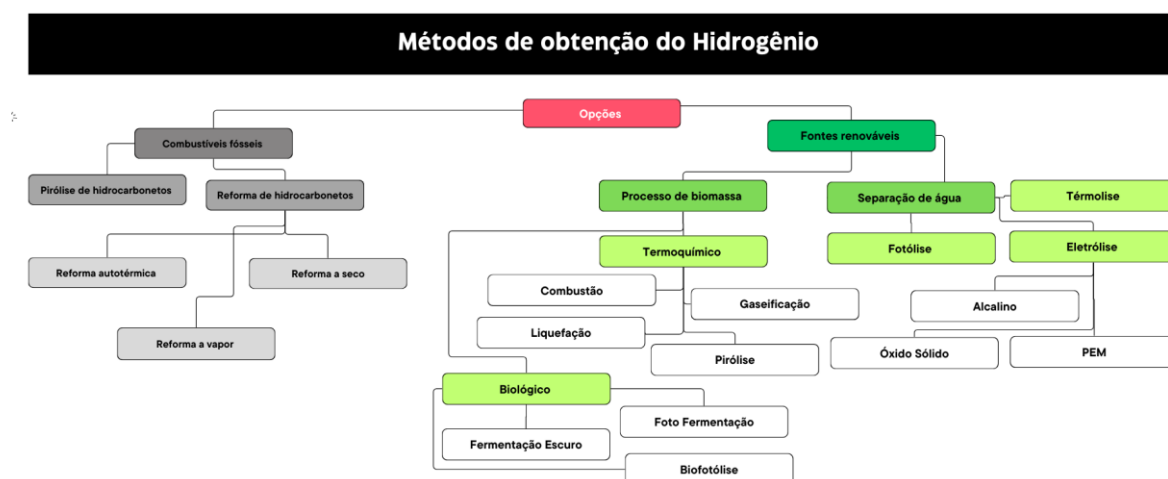 Métodos de obtenção do Hidrogênio
Opções
Combustíveis fósseis
Fontes renováveis
Pirólise de hidrocarbonetos
Reforma de hidrocarbonetos
Processo de biomassa
Separação de água
Térmolise
Termoquímico
Fotólise
Eletrólise
Reforma autotérmica
Reforma a seco
Combustão
Gaseificação
Alcalino
Liquefação
Reforma a vapor
Pirólise
Óxido Sólido
PEM
Biológico
Foto Fermentação
Fermentação Escuro
Biofotólise